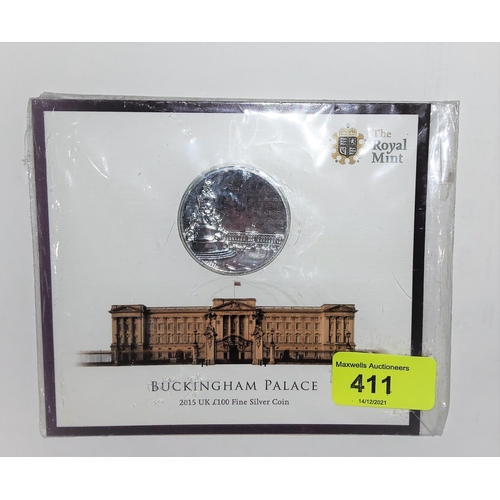 The
Royal
Mint
BUCKINGHAM PALACE
2015 UK £100 Fine Silver Coin
Maxwells Auctioneers
411
14/12/2021